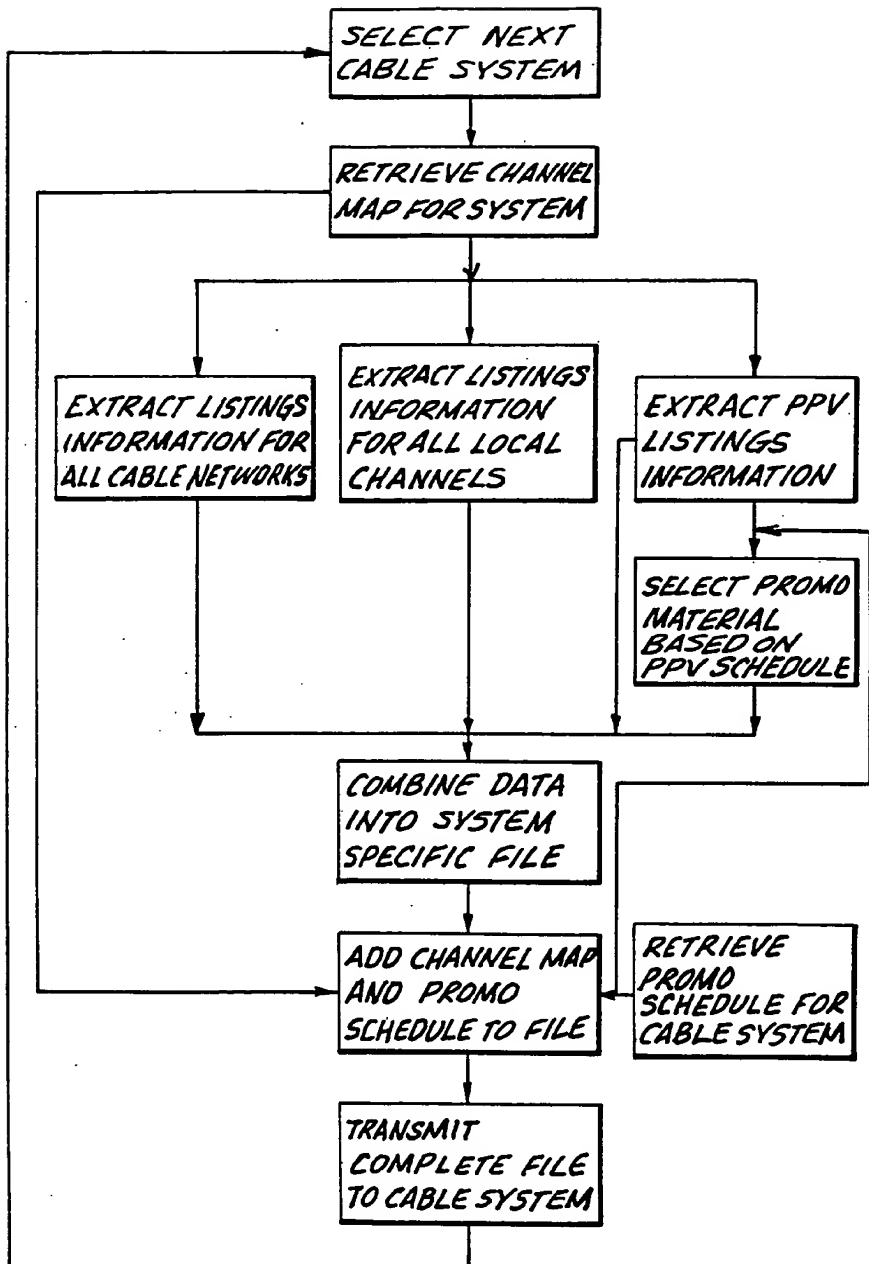 SELECT NEXT
CABLE SYSTEM
RETRIEVE CHANNEL
MAP FOR SYSTEM
EXTRACT LISTINGS
INFORMATION FOR
ALL CABLE NETWORKS
EXTRACT LISTINGS
INFORMATION
FOR ALL LOCAL
CHANNELS
EXTRACT PPV
LISTINGS
INFORMATION
SELECT PROMO
MATERIAL
BASED ON
PPV SCHEDULE
COMBINE DATA
INTO SYSTEM
SPECIFIC FILE
ADD CHANNEL MAP
AND PROMO
SCHEDULE TO FILE
RETRIEVE
PROMO
SCHEDULE FOR
CABLE SYSTEM
TRANSMIT
COMPLETE FILE
TO CABLE SYSTEM